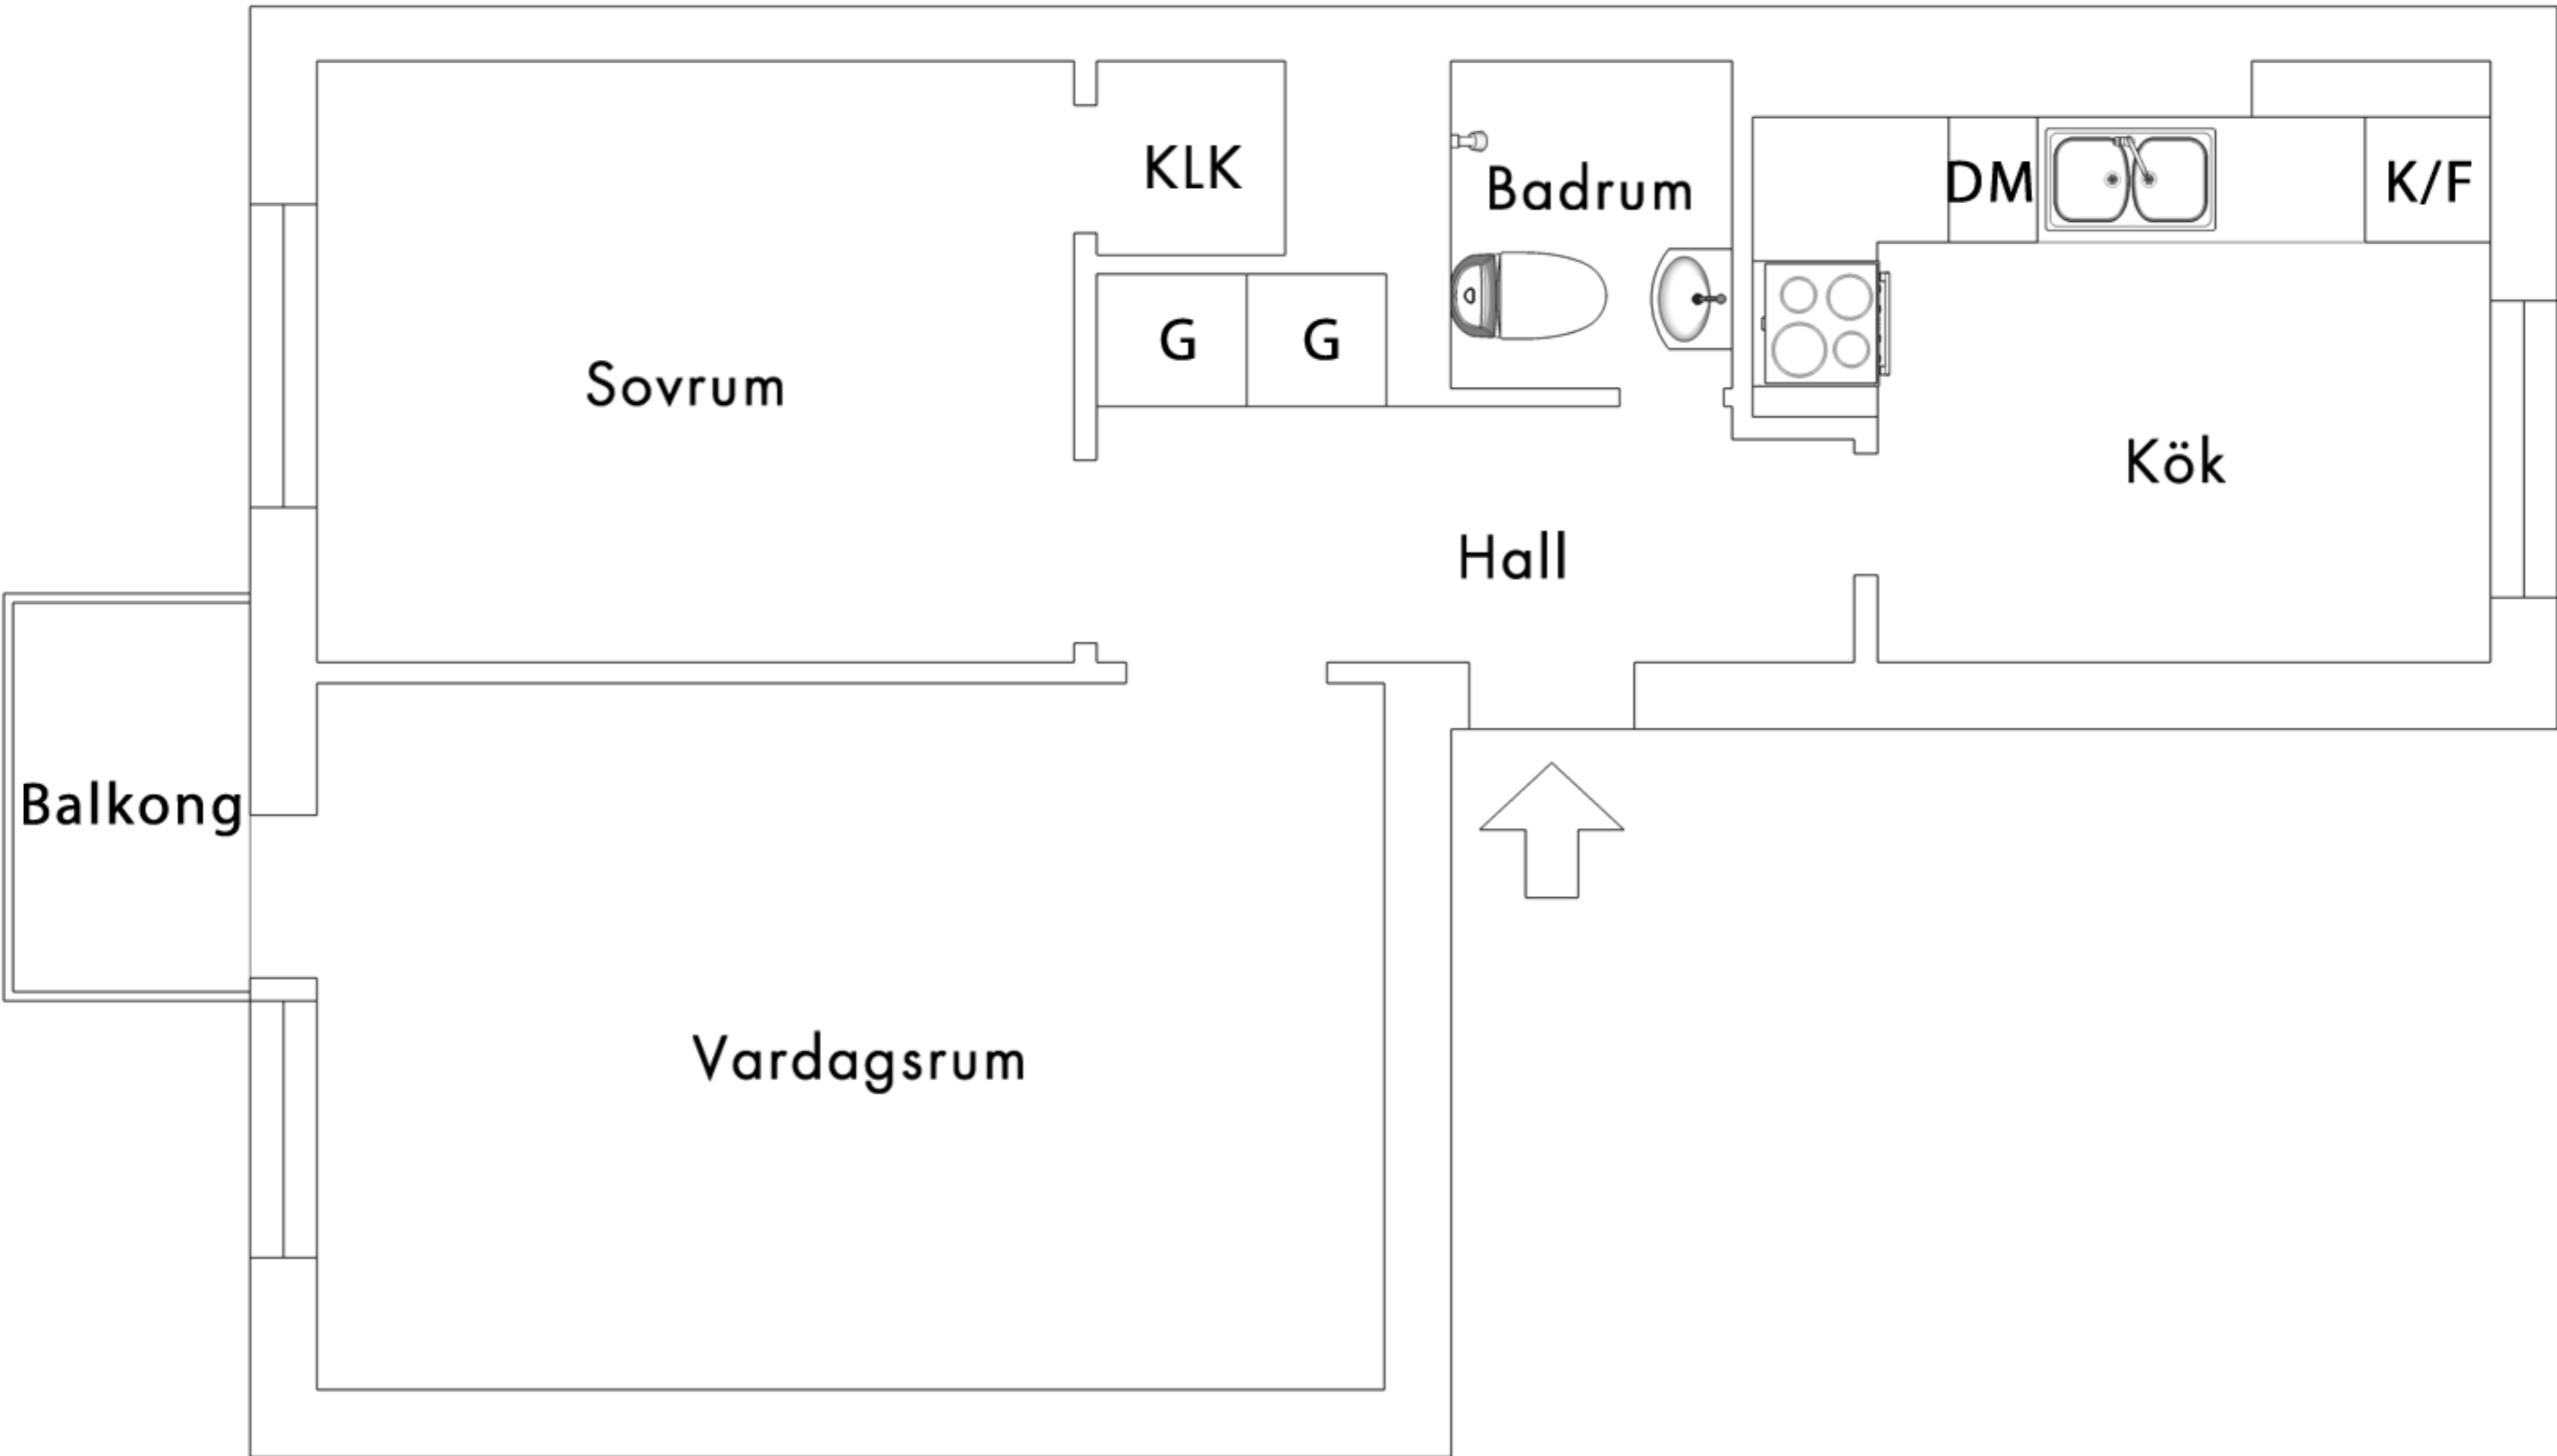 KLK
Badrum
DM
K/F
G
G
Sovrum
Kök
Hall
Balkong
Vardagsrum